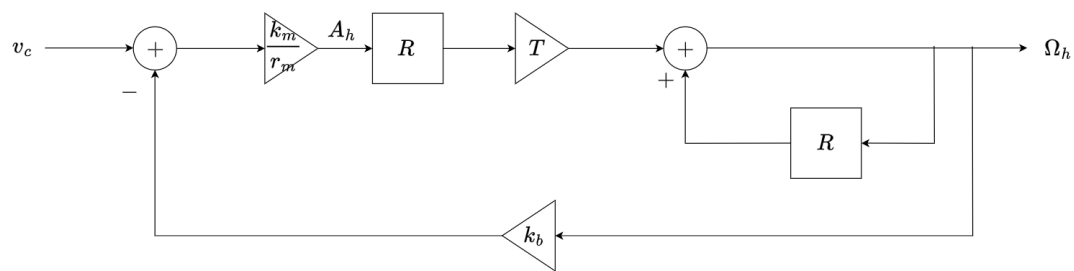 v_c
+
−
k_m
r_m
A_h
R
T
+
+
Ω_h
R
k_b